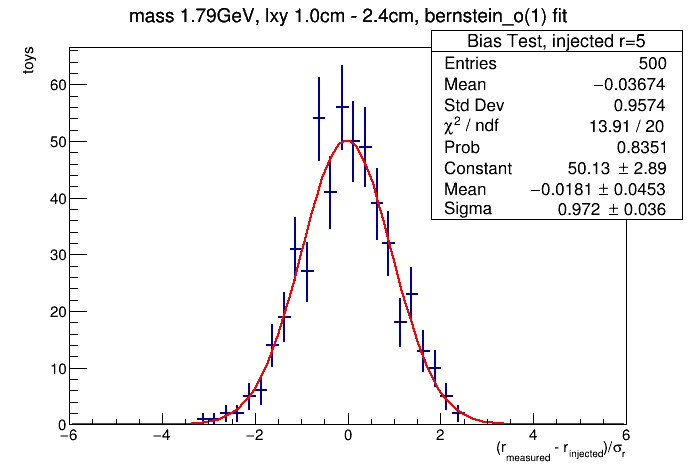 mass 1.79GeV, lxy 1.0cm - 2.4cm, bernstein_o(1) fit
Bias Test, injected r=5
Entries 500
Mean −0.03674
Std Dev 0.9574
χ² / ndf 13.91 / 20
Prob 0.8351
Constant 50.13 ± 2.89
Mean −0.0181 ± 0.0453
Sigma 0.972 ± 0.036
toys
60
50
40
30
20
10
0
−6 −4 −2 0 2 4 6
(r_measured - r_injected)/σ_r